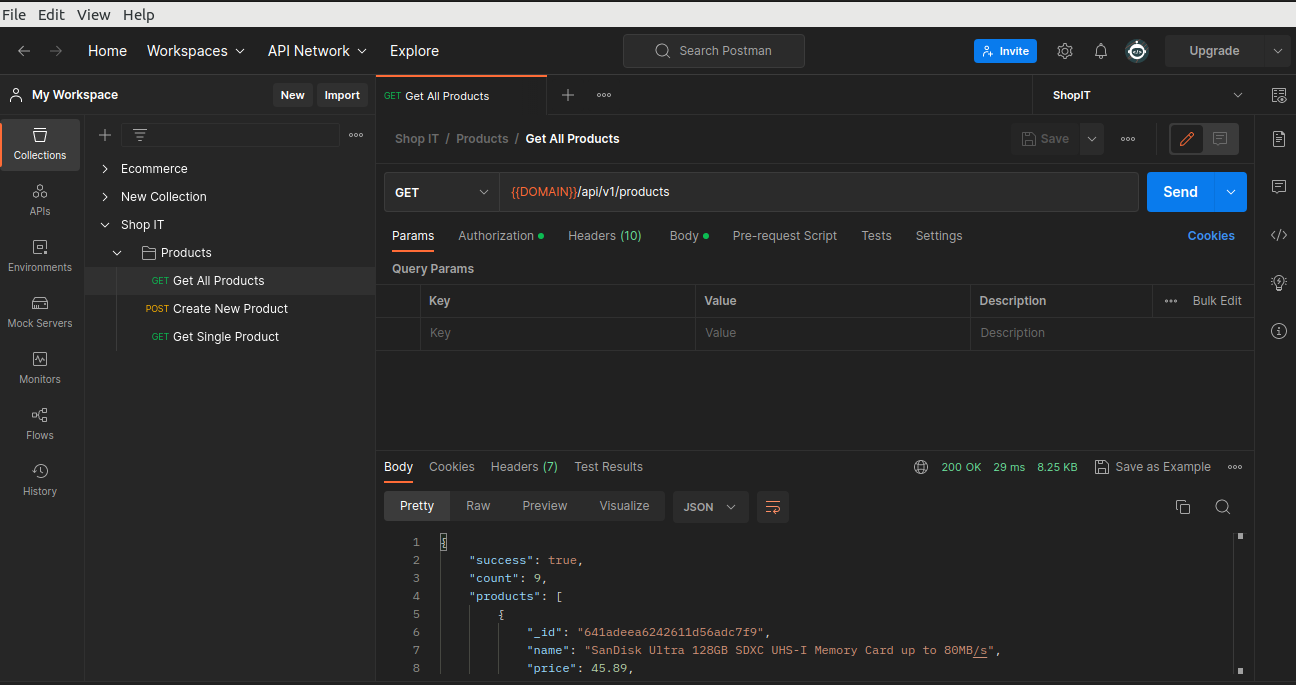 File Edit View Help
Home Workspaces API Network Explore Search Postman Invite Upgrade
My Workspace New Import GET Get All Products ShopIT
Collections
APIs
Environments
Mock Servers
Monitors
Flows
History
Ecommerce
New Collection
Shop IT
Products
GET Get All Products
POST Create New Product
GET Get Single Product
Shop IT / Products / Get All Products Save
GET {{DOMAIN}}/api/v1/products Send
Params Authorization Headers (10) Body Pre-request Script Tests Settings Cookies
Query Params
Key Value Description Bulk Edit
Key Value Description
Body Cookies Headers (7) Test Results 200 OK 29 ms 8.25 KB Save as Example
Pretty Raw Preview Visualize JSON
1 {
2 "success": true,
3 "count": 9,
4 "products": [
5 {
6 "_id": "641adeea6242611d56adc7f9",
7 "name": "SanDisk Ultra 128GB SDXC UHS-I Memory Card up to 80MB/s",
8 "price": 45.89,